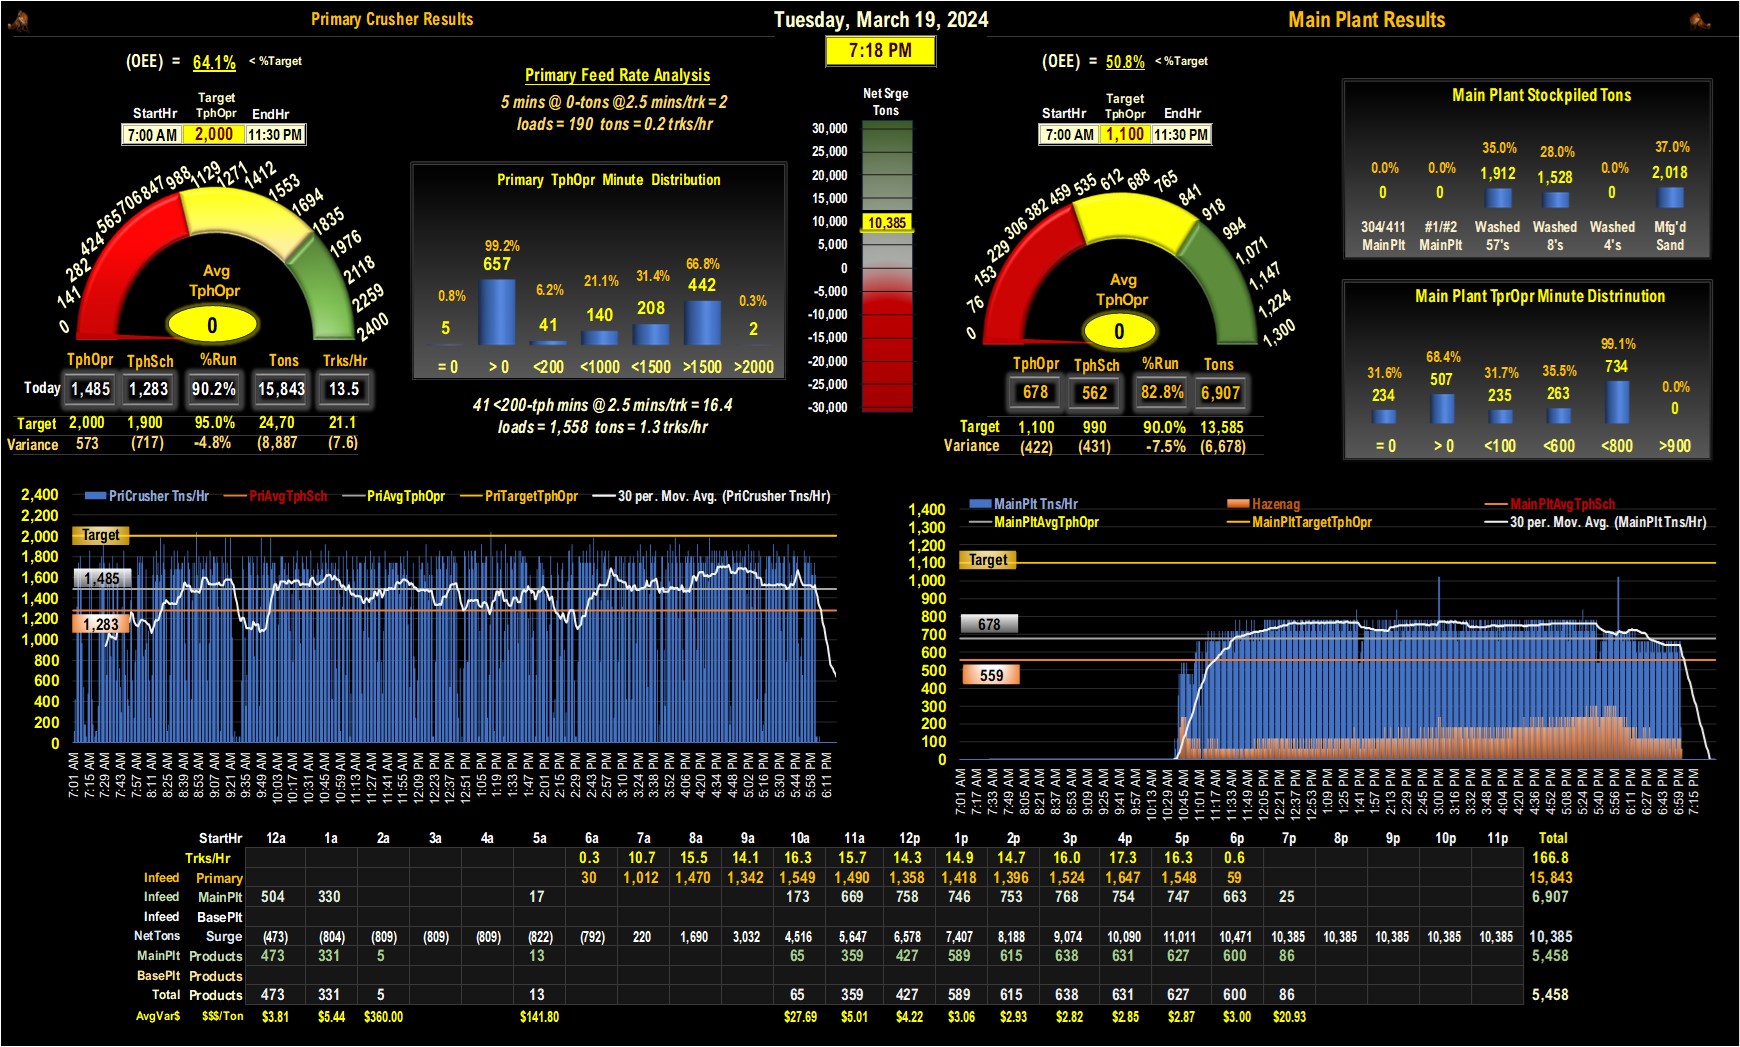 Primary Crusher Results
Tuesday, March 19, 2024
Main Plant Results
7:18 PM
(OEE) = 64.1% < %Target
Target
StartHr TphOpr EndHr
7:00 AM 2,000 11:30 PM
0 141 282 424 565 706 847 988 1129 1271 1412 1553 1694 1835 1976 2118 2259 2400
Avg
TphOpr
0
TphOpr TphSch %Run Tons Trks/Hr
Today 1,485 1,283 90.2% 15,843 13.5
Target 2,000 1,900 95.0% 24,70 21.1
Variance 573 (717) -4.8% (8,887 (7.6)
Primary Feed Rate Analysis
5 mins @ 0-tons @2.5 mins/trk = 2
loads = 190 tons = 0.2 trks/hr
Primary TphOpr Minute Distribution
0.8% 99.2% 6.2% 21.1% 31.4% 66.8% 0.3%
5 657 41 140 208 442 2
= 0 > 0 <200 <1000 <1500 >1500 >2000
41 <200-tph mins @ 2.5 mins/trk = 16.4
loads = 1,558 tons = 1.3 trks/hr
Net Srge
Tons
30,000
25,000
20,000
15,000
10,000
10,385
5,000
0
-5,000
-10,000
-15,000
-20,000
-25,000
-30,000
(OEE) = 50.8% < %Target
Target
StartHr TphOpr EndHr
7:00 AM 1,100 11:30 PM
0 76 153 229 306 382 459 535 612 688 765 841 918 994 1,071 1,147 1,224 1,300
Avg
TphOpr
0
TphOpr TphSch %Run Tons
678 562 82.8% 6,907
Target 1,100 990 90.0% 13,585
Variance (422) (431) -7.5% (6,678)
Main Plant Stockpiled Tons
0.0% 0.0% 35.0% 28.0% 0.0% 37.0%
0 0 1,912 1,528 0 2,018
304/411 #1/#2 Washed Washed Washed Mfg'd
MainPlt MainPlt 57's 8's 4's Sand
Main Plant TprOpr Minute Distrinution
31.6% 68.4% 31.7% 35.5% 99.1% 0.0%
234 507 235 263 734 0
= 0 > 0 <100 <600 <800 >900
PriCrusher Tns/Hr PriAvgTphSch PriAvgTphOpr PriTargetTphOpr 30 per. Mov. Avg. (PriCrusher Tns/Hr)
2,400
2,200
2,000
1,800
1,600
1,400
1,200
1,000
800
600
400
200
0
Target
1,485
1,283
7:01 AM 7:15 AM 7:29 AM 7:43 AM 7:57 AM 8:11 AM 8:25 AM 8:39 AM 8:53 AM 9:07 AM 9:21 AM 9:35 AM 9:49 AM 10:03 AM 10:17 AM 10:31 AM 10:45 AM 10:59 AM 11:13 AM 11:27 AM 11:41 AM 11:55 AM 12:09 PM 12:23 PM 12:37 PM 12:51 PM 1:05 PM 1:19 PM 1:33 PM 1:47 PM 2:01 PM 2:15 PM 2:29 PM 2:43 PM 2:57 PM 3:10 PM 3:24 PM 3:38 PM 3:52 PM 4:06 PM 4:20 PM 4:34 PM 4:48 PM 5:02 PM 5:16 PM 5:30 PM 5:44 PM 5:58 PM 6:11 PM
MainPlt Tns/Hr Hazenag MainPltAvgTphSch
MainPltAvgTphOpr MainPltTargetTphOpr 30 per. Mov. Avg. (MainPlt Tns/Hr)
1,400
1,300
1,200
1,100
1,000
900
800
700
600
500
400
300
200
100
0
Target
678
559
7:01 AM 7:17 AM 7:33 AM 7:49 AM 8:05 AM 8:21 AM 8:37 AM 8:53 AM 9:09 AM 9:25 AM 9:41 AM 9:57 AM 10:13 AM 10:29 AM 10:45 AM 11:01 AM 11:17 AM 11:33 AM 11:49 AM 12:05 PM 12:21 PM 12:37 PM 12:53 PM 1:09 PM 1:25 PM 1:41 PM 1:57 PM 2:13 PM 2:29 PM 2:45 PM 3:00 PM 3:16 PM 3:32 PM 3:48 PM 4:04 PM 4:20 PM 4:36 PM 4:52 PM 5:08 PM 5:24 PM 5:40 PM 5:56 PM 6:11 PM 6:27 PM 6:43 PM 6:59 PM 7:15 PM
StartHr 12a 1a 2a 3a 4a 5a 6a 7a 8a 9a 10a 11a 12p 1p 2p 3p 4p 5p 6p 7p 8p 9p 10p 11p Total
Trks/Hr 0.3 10.7 15.5 14.1 16.3 15.7 14.3 14.9 14.7 16.0 17.3 16.3 0.6 166.8
Infeed Primary 30 1,012 1,470 1,342 1,549 1,490 1,358 1,418 1,396 1,524 1,647 1,548 59 15,843
Infeed MainPlt 504 330 17 173 669 758 746 753 768 754 747 663 25 6,907
Infeed BasePlt
NetTons Surge (473) (804) (809) (809) (809) (822) (792) 220 1,690 3,032 4,516 5,647 6,578 7,407 8,188 9,074 10,090 11,011 10,471 10,385 10,385 10,385 10,385 10,385 10,385
MainPlt Products 473 331 5 13 65 359 427 589 615 638 631 627 600 86 5,458
BasePlt Products
Total Products 473 331 5 13 65 359 427 589 615 638 631 627 600 86 5,458
AvgVar$ $$$/Ton $3.81 $5.44 $360.00 $141.80 $27.69 $5.01 $4.22 $3.06 $2.93 $2.82 $2.85 $2.87 $3.00 $20.93